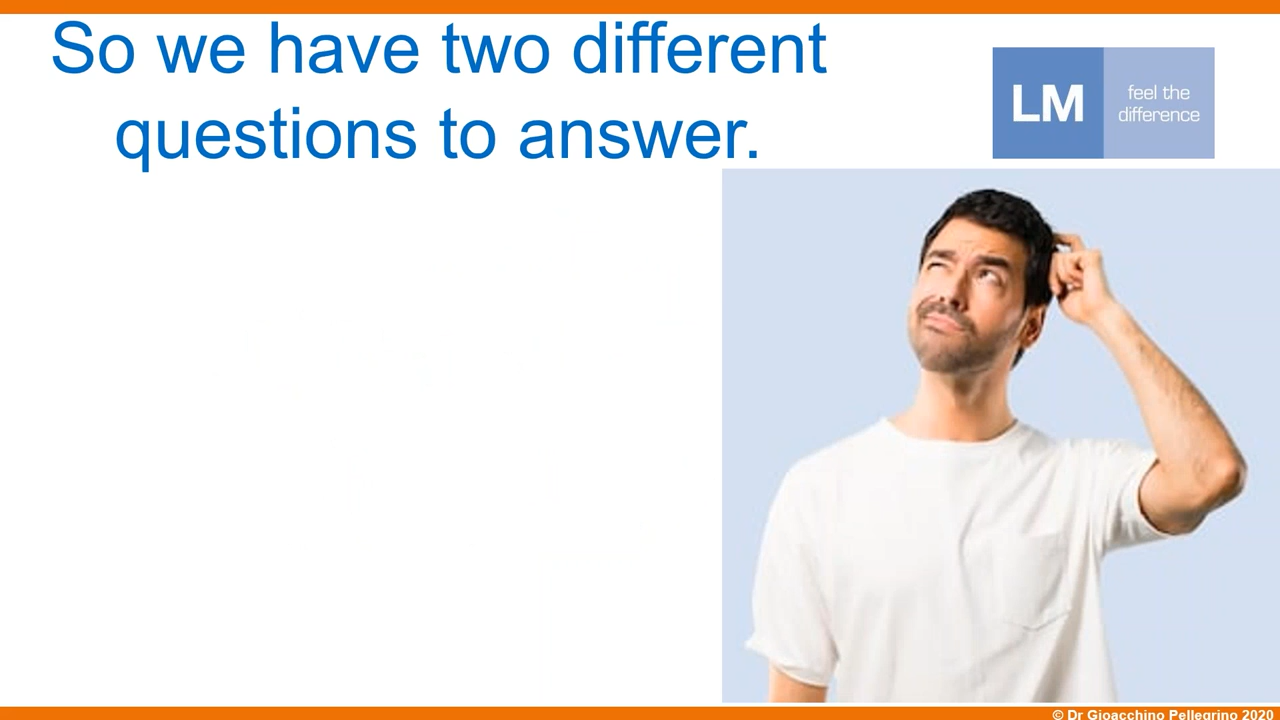 So we have two different
questions to answer.
LM
feel the
difference
© Dr Gioacchino Pellegrino 2020